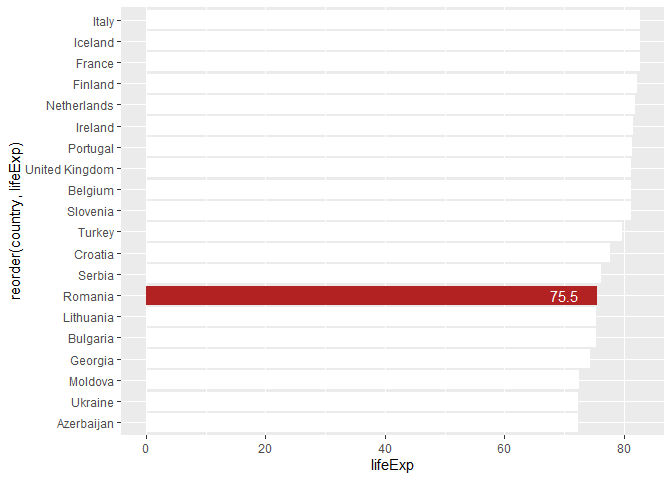 Italy
Iceland
France
Finland
Netherlands
Ireland
Portugal
United Kingdom
Belgium
Slovenia
Turkey
Croatia
Serbia
Romania
75.5
Lithuania
Bulgaria
Georgia
Moldova
Ukraine
Azerbaijan
reorder(country, lifeExp)
0 20 40 60 80
lifeExp